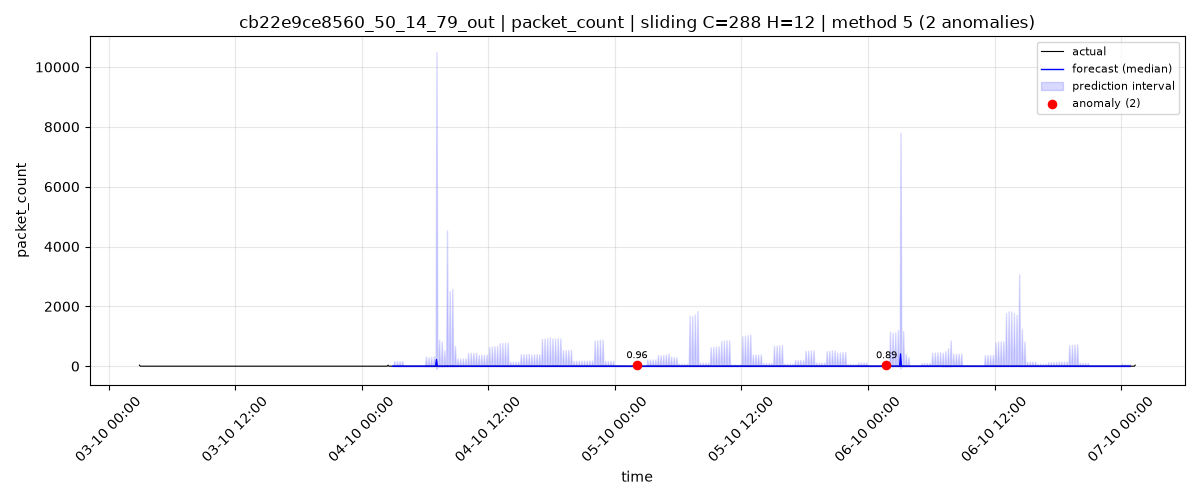 cb22e9ce8560_50_14_79_out | packet_count | sliding C=288 H=12 | method 5 (2 anomalies)
actual
forecast (median)
prediction interval
anomaly (2)
packet_count
10000
8000
6000
4000
2000
0
0.96
0.89
03-10 00:00
03-10 12:00
04-10 00:00
04-10 12:00
05-10 00:00
05-10 12:00
06-10 00:00
06-10 12:00
07-10 00:00
time